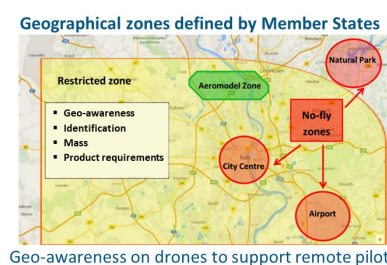 Geographical zones defined by Member States
Natural Park
Restricted zone
Aeromodel Zone
Geo-awareness
Identification
Mass
Product requirements
No-fly
zones
City Centre
Airport
Geo-awareness on drones to support remote pilot